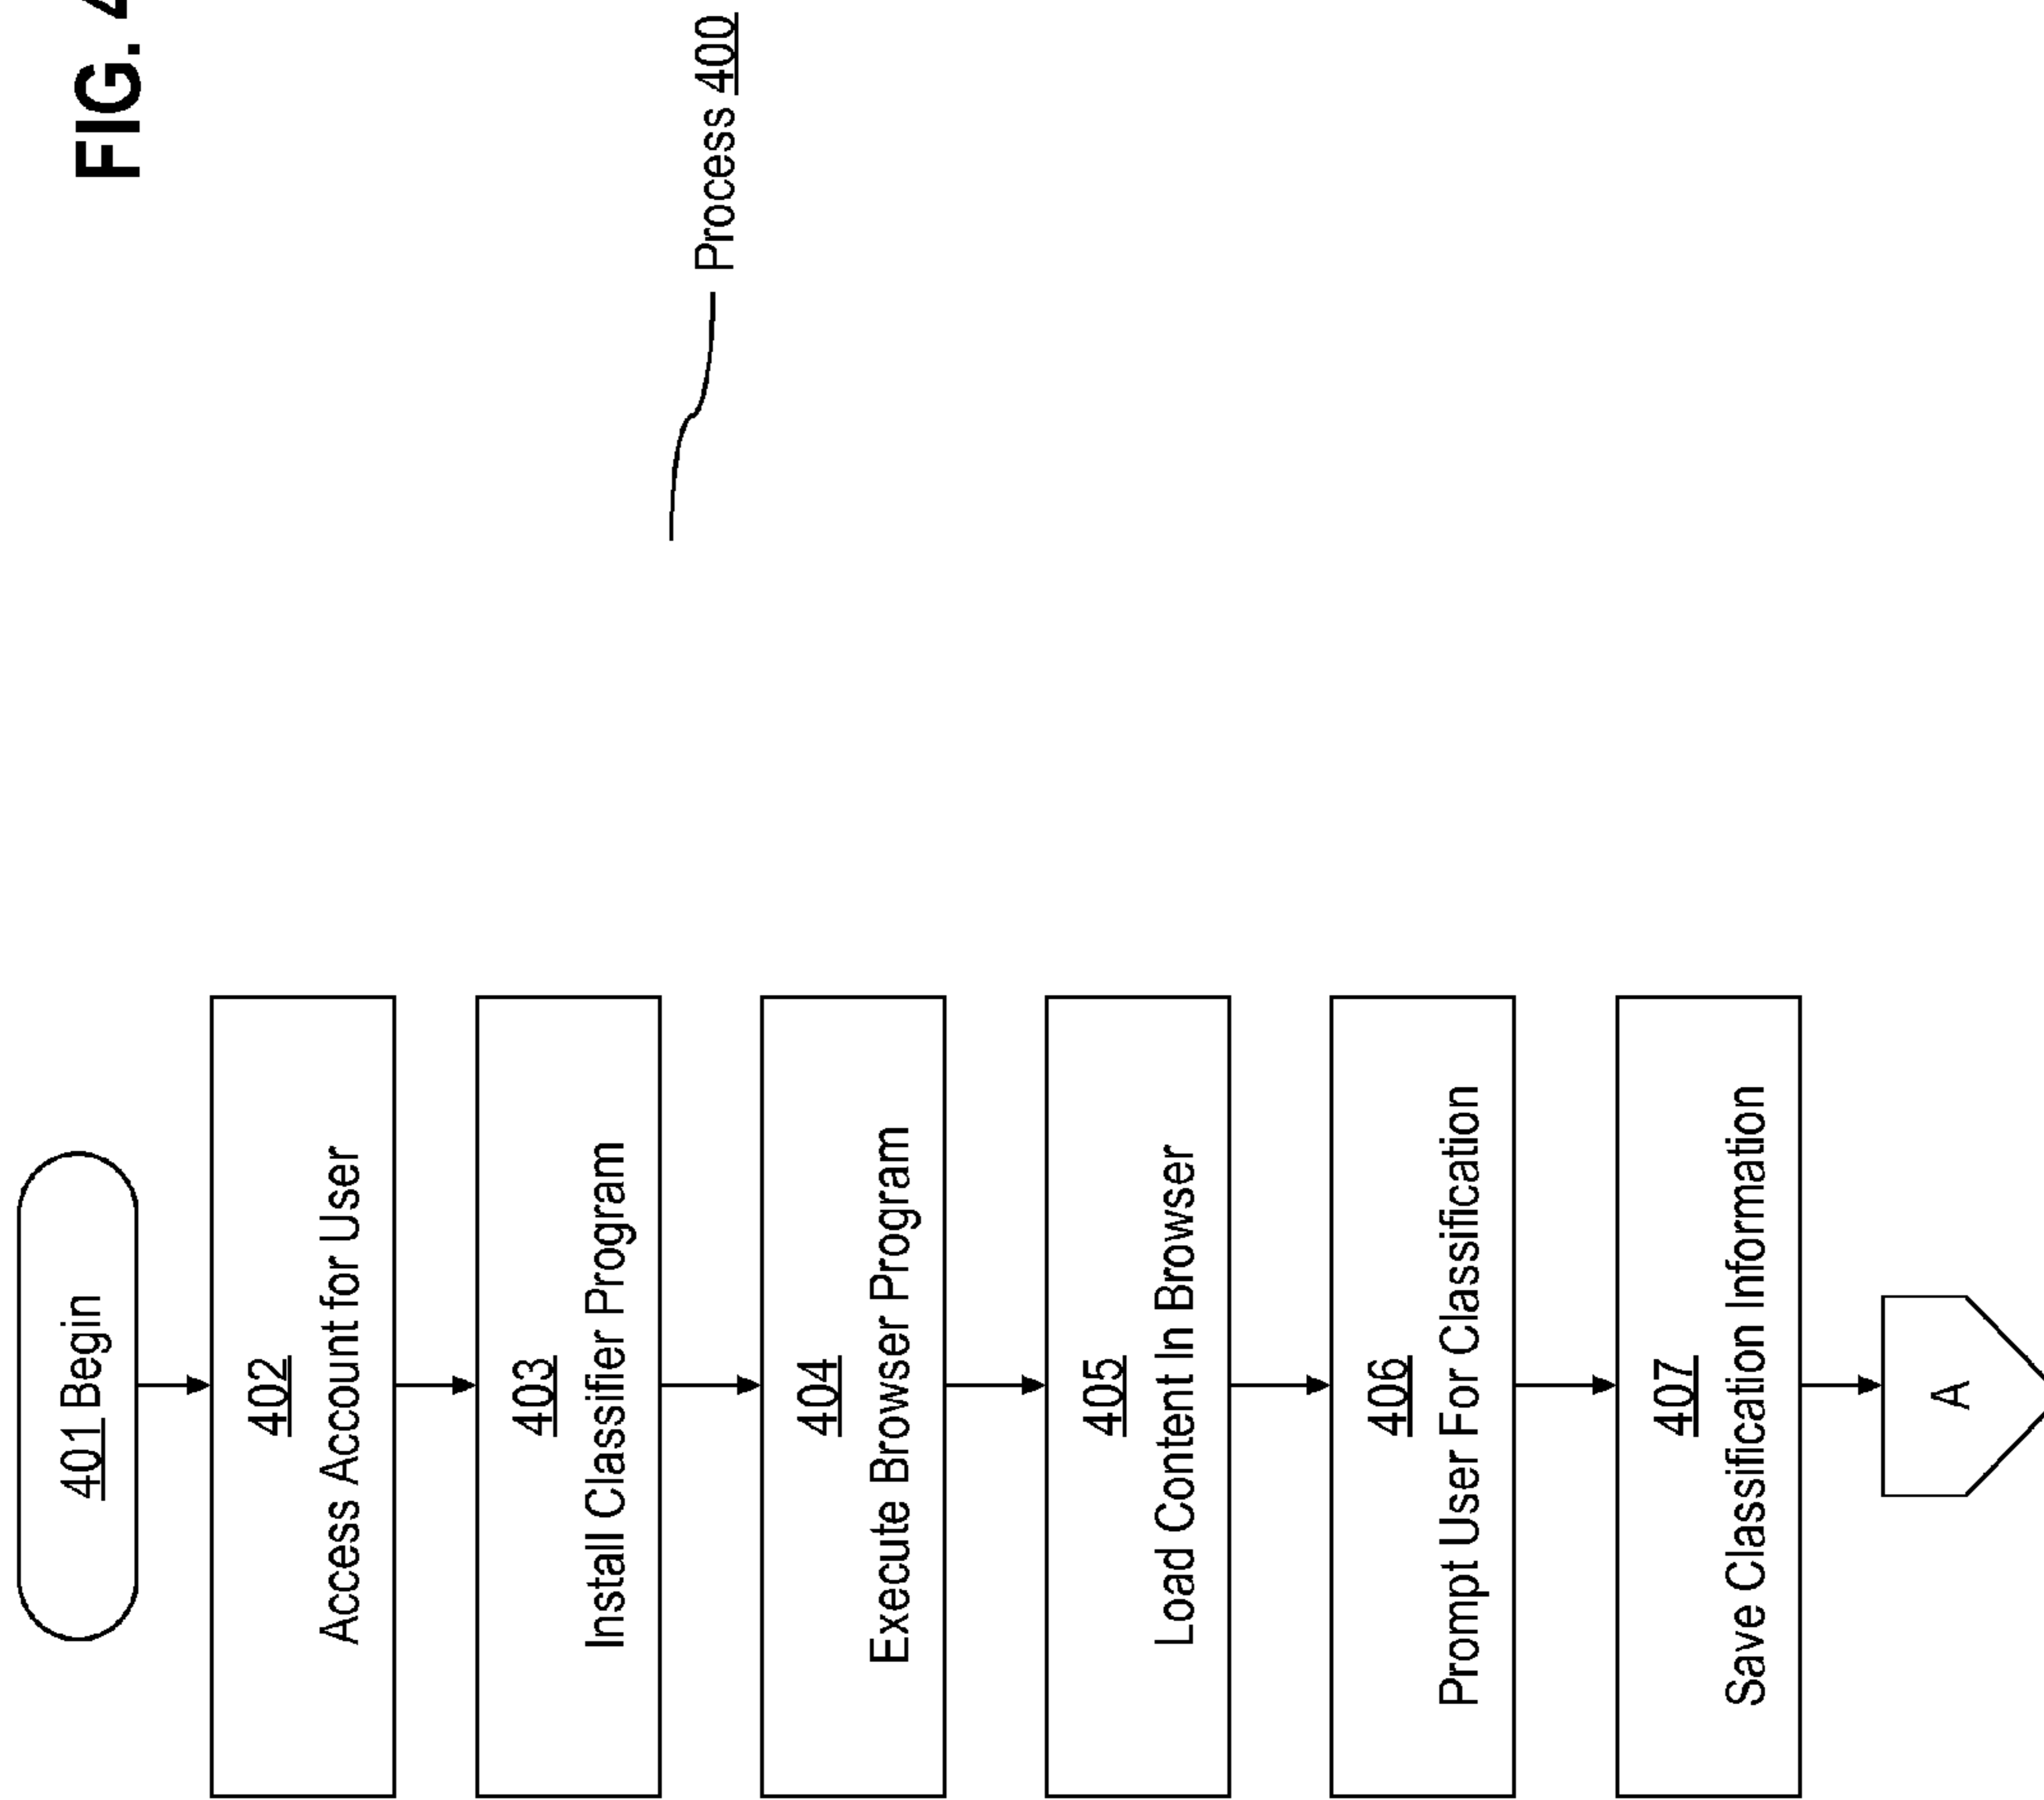 FIG. 4
Process 400
401 Begin
402
Access Account for User
403
Install Classifier Program
404
Execute Browser Program
405
Load Content In Browser
406
Prompt User For Classification
407
Save Classification Information
A